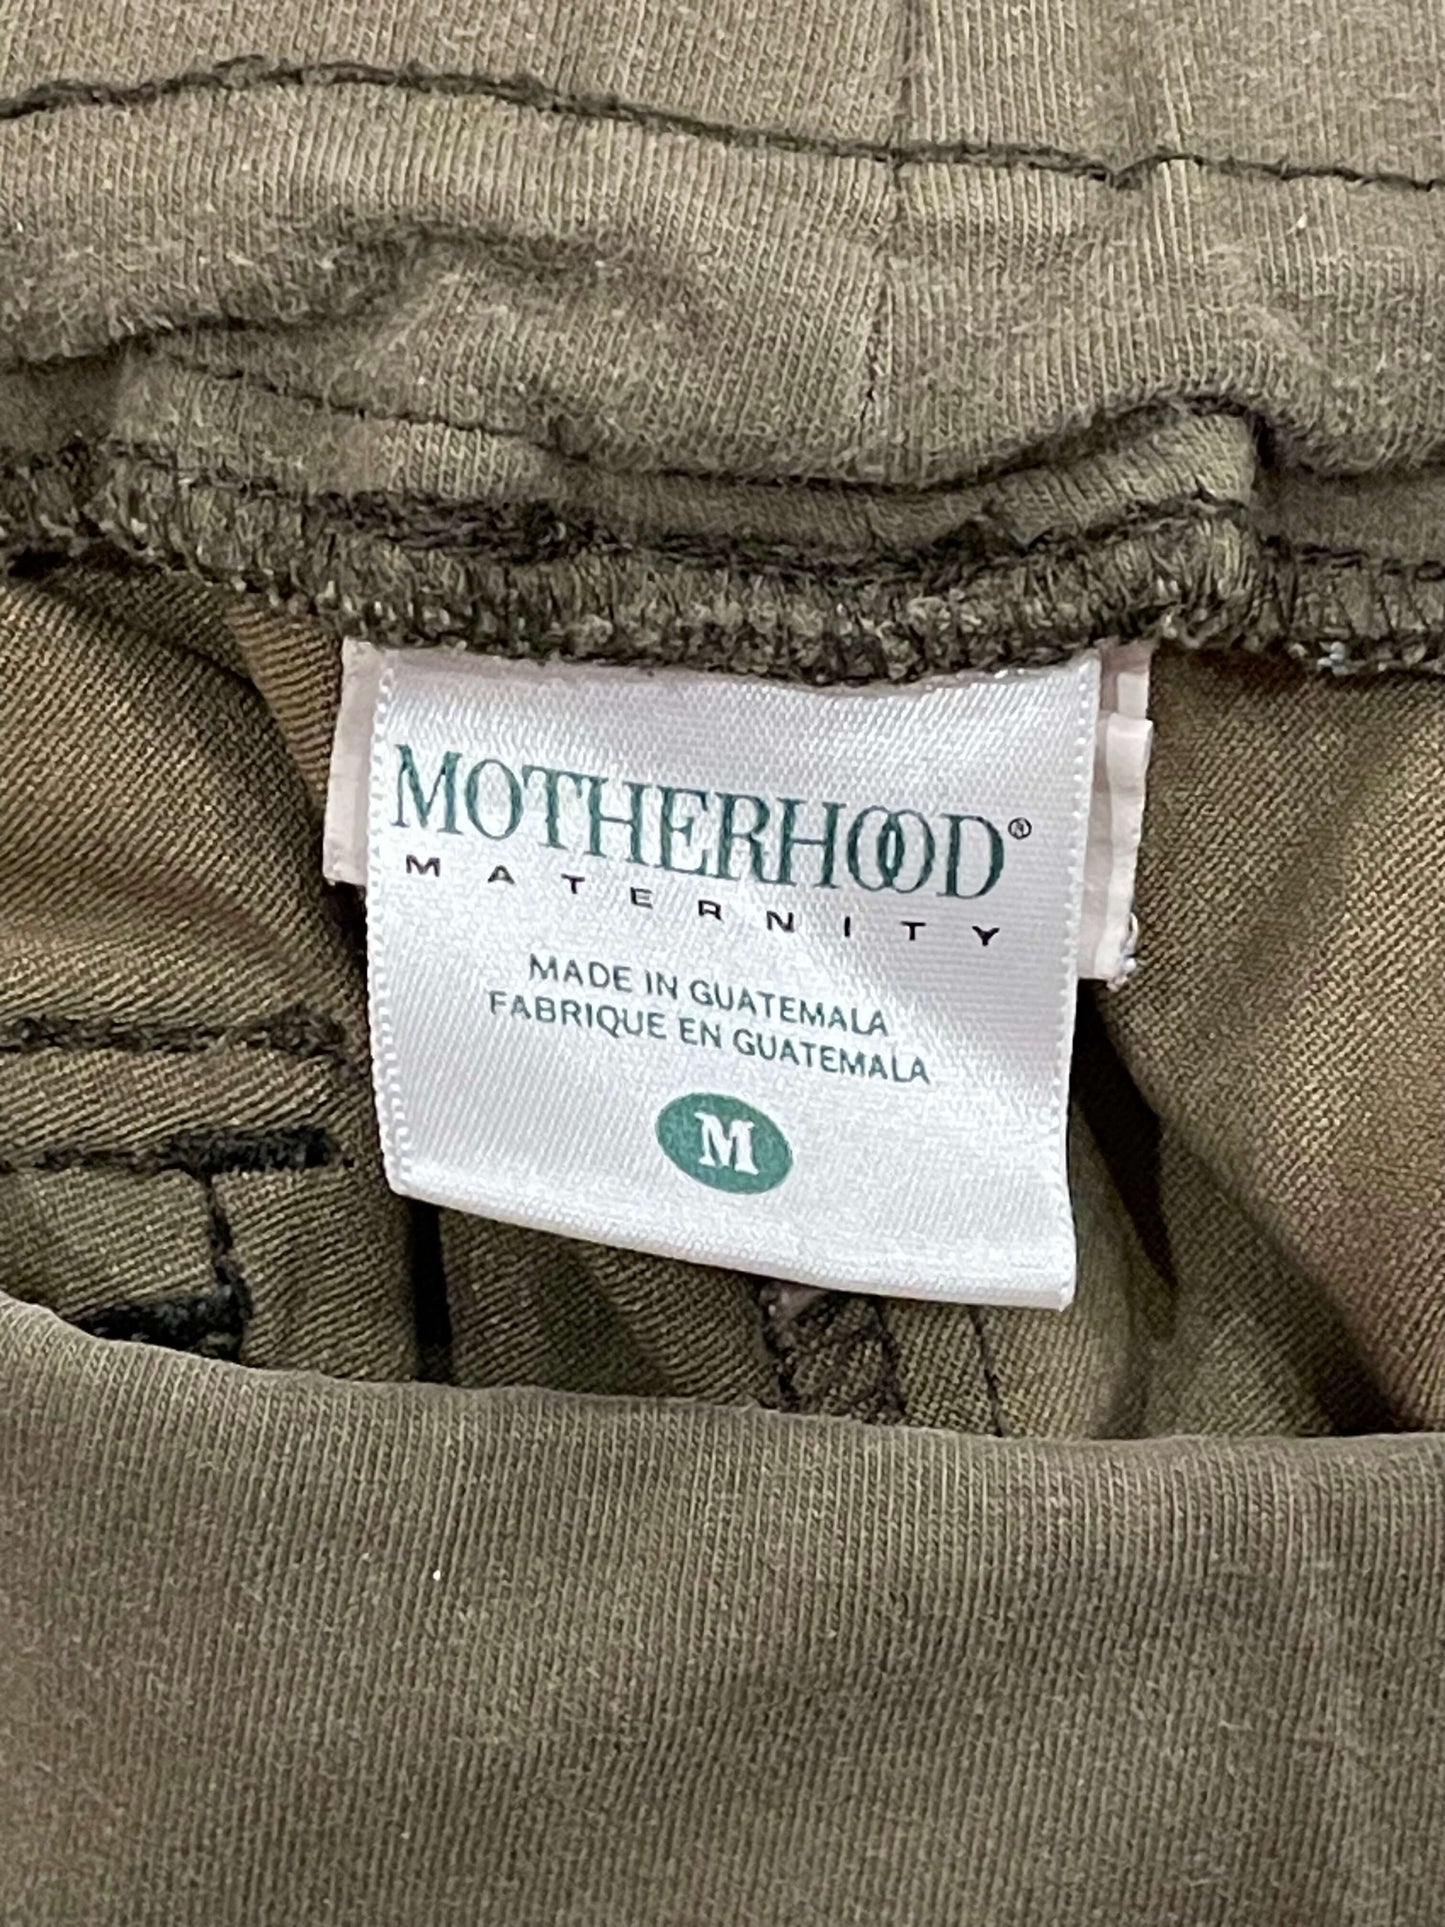 MOTHERHOOD®
MATERNITY
MADE IN GUATEMALA
FABRIQUE EN GUATEMALA
M